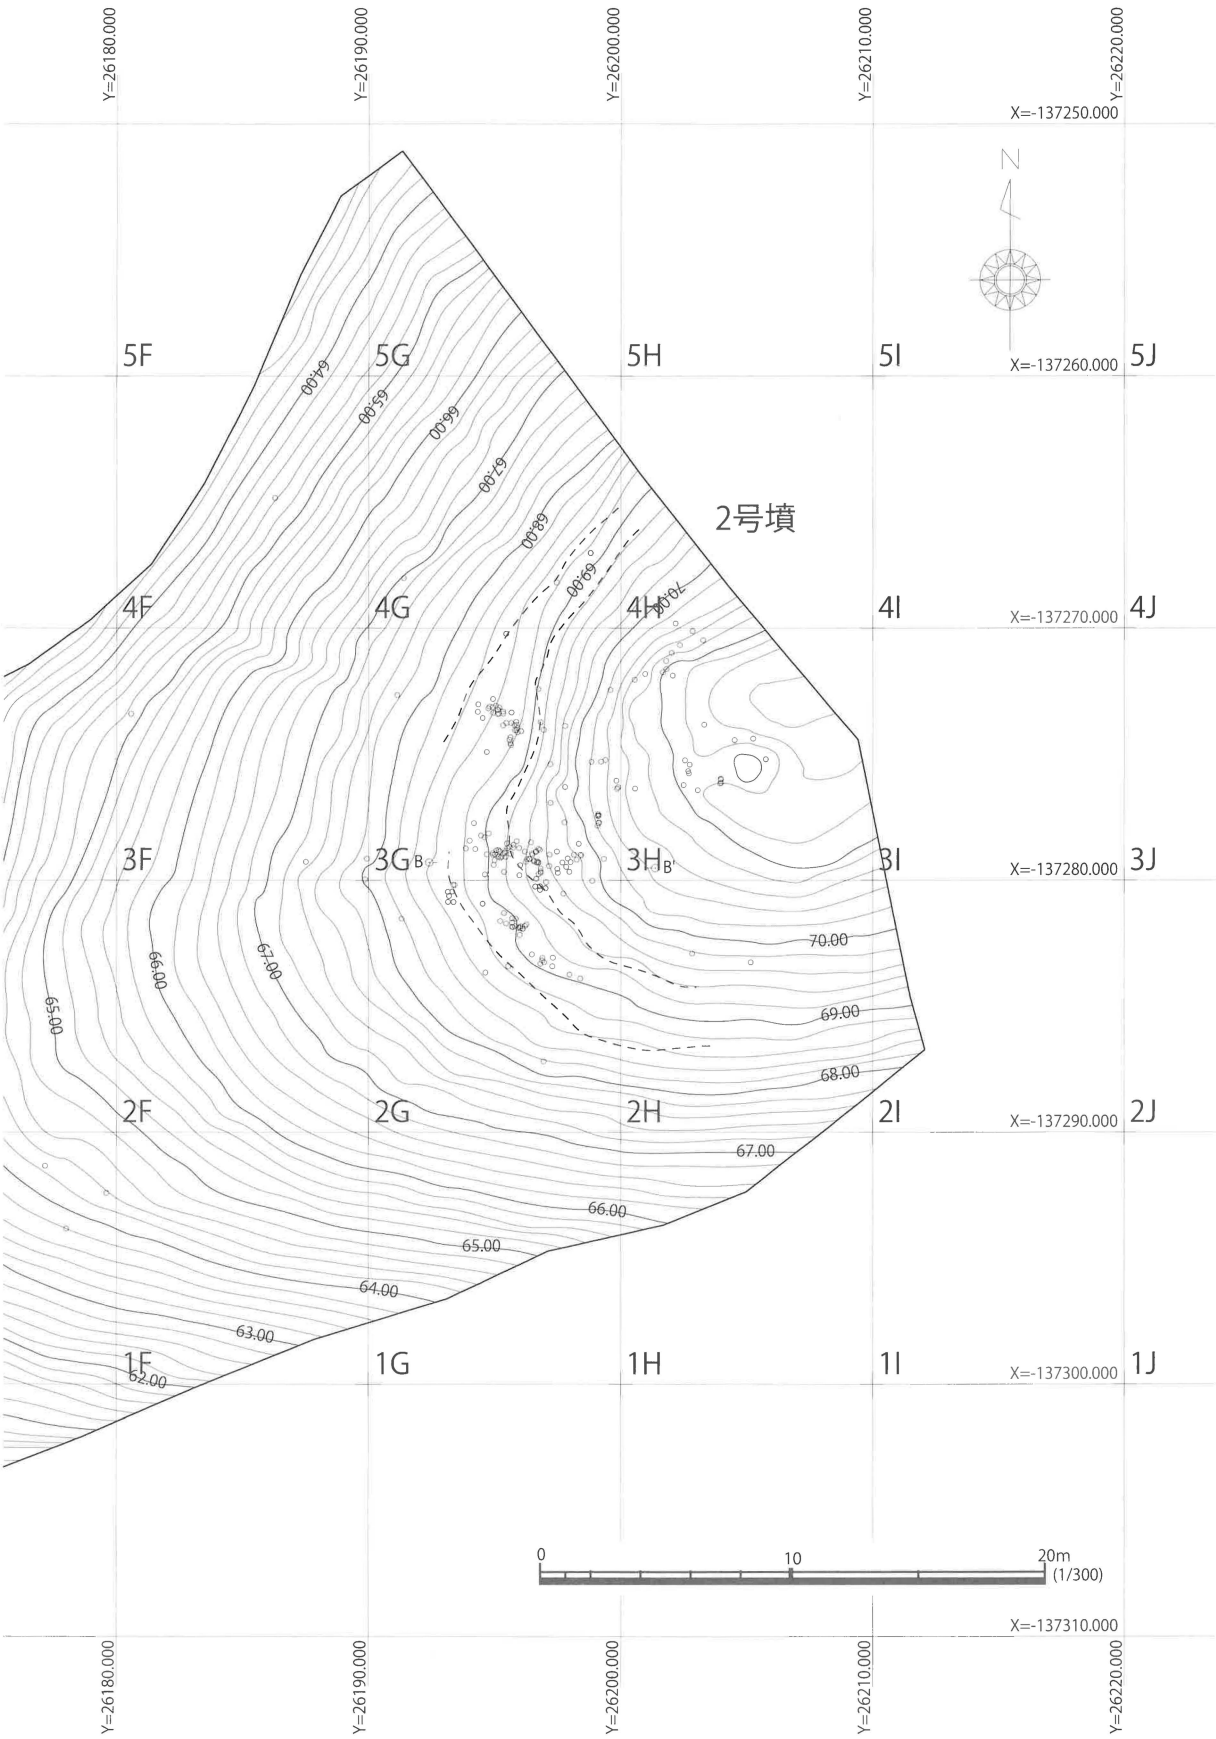 Y=26180.000
Y=26190.000
Y=26200.000
Y=26210.000
Y=26220.000
X=-137250.000
N
5F
5G
5H
5I
X=-137260.000
5J
64.00
65.00
66.00
67.00
2号墳
68.00
69.00
70.00
4F
4G
4H
4I
X=-137270.000
4J
3F
3G
B
3H
B'
3I
X=-137280.000
3J
70.00
67.00
66.00
65.00
69.00
68.00
2F
2G
2H
2I
X=-137290.000
2J
67.00
66.00
65.00
64.00
63.00
1F
1G
1H
1I
X=-137300.000
1J
62.00
0
10
20m
(1/300)
X=-137310.000
Y=26180.000
Y=26190.000
Y=26200.000
Y=26210.000
Y=26220.000